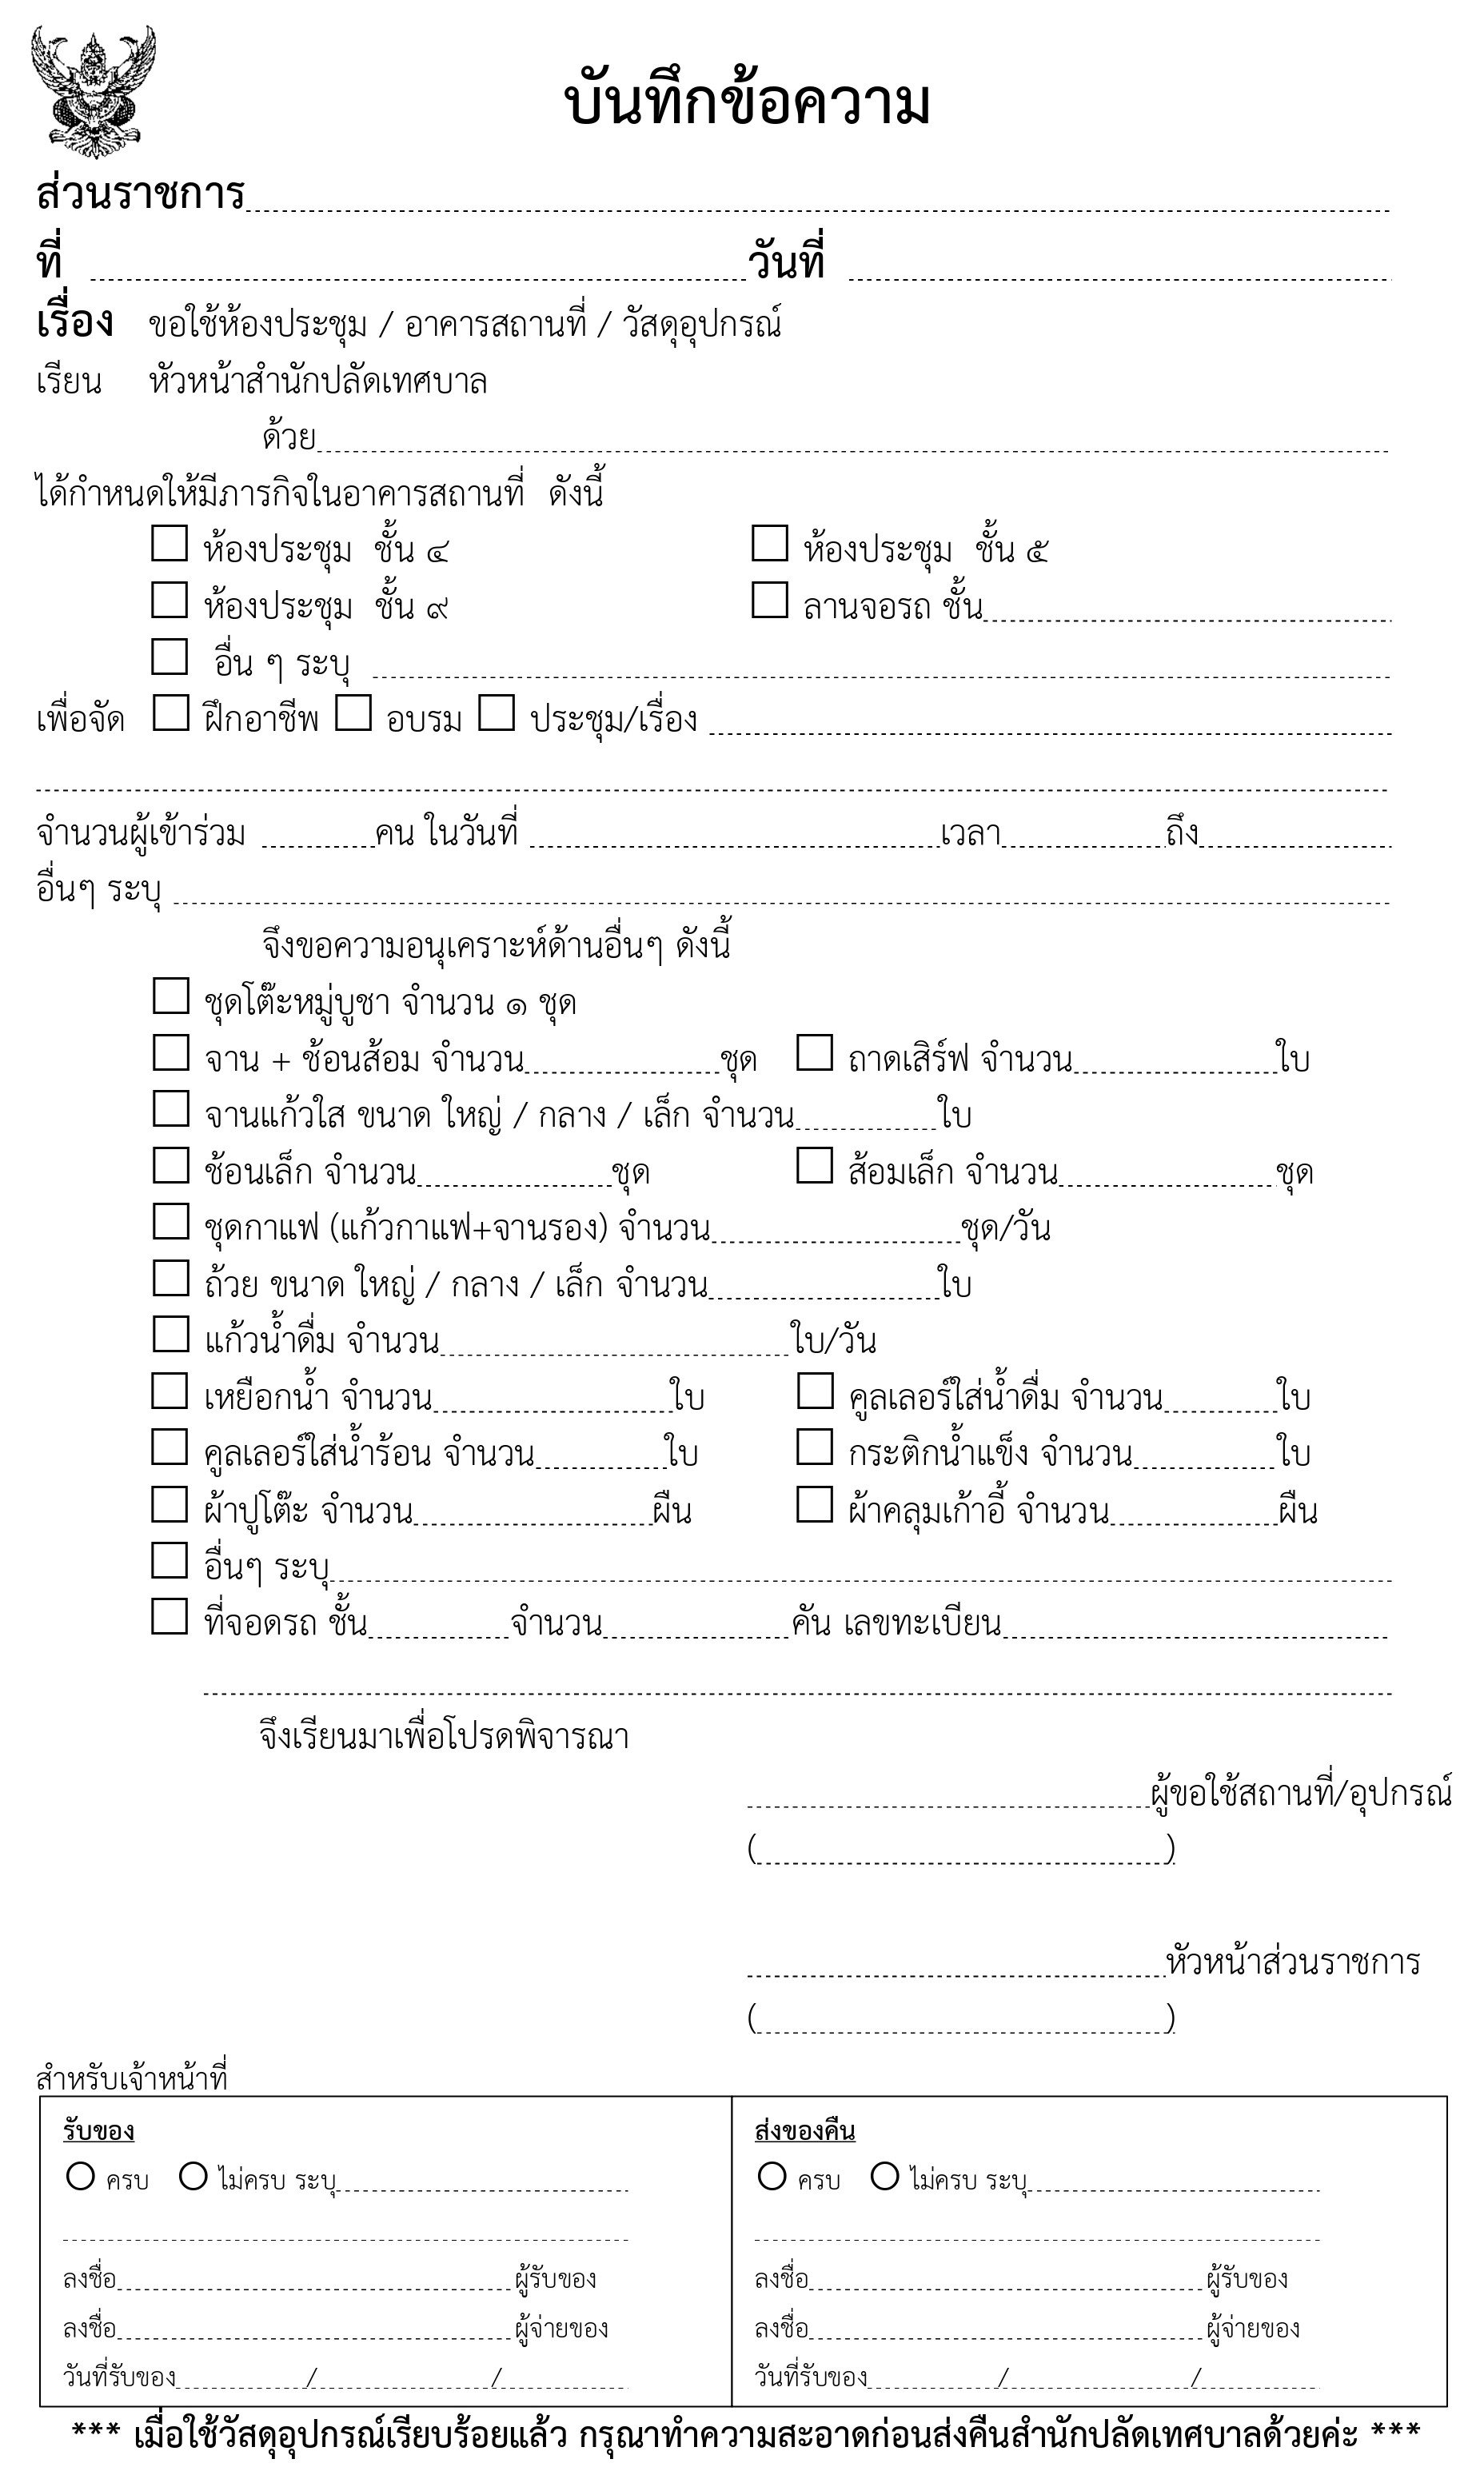 บันทึกข้อความ
ส่วนราชการ
ที่ วันที่
เรื่อง ขอใช้ห้องประชุม / อาคารสถานที่ / วัสดุอุปกรณ์
เรียน หัวหน้าสำนักปลัดเทศบาล
ด้วย
ได้กำหนดให้มีภารกิจในอาคารสถานที่ ดังนี้
ห้องประชุม ชั้น ๔ ห้องประชุม ชั้น ๕
ห้องประชุม ชั้น ๙ ลานจอรถ ชั้น
อื่น ๆ ระบุ
เพื่อจัด ฝึกอาชีพ อบรม ประชุม/เรื่อง
จำนวนผู้เข้าร่วม คน ในวันที่ เวลา ถึง
อื่นๆ ระบุ
จึงขอความอนุเคราะห์ด้านอื่นๆ ดังนี้
ชุดโต๊ะหมู่บูชา จำนวน ๑ ชุด
จาน + ช้อนส้อม จำนวน ชุด ถาดเสิร์ฟ จำนวน ใบ
จานแก้วใส ขนาด ใหญ่ / กลาง / เล็ก จำนวน ใบ
ช้อนเล็ก จำนวน ชุด ส้อมเล็ก จำนวน ชุด
ชุดกาแฟ (แก้วกาแฟ+จานรอง) จำนวน ชุด/วัน
ถ้วย ขนาด ใหญ่ / กลาง / เล็ก จำนวน ใบ
แก้วน้ำดื่ม จำนวน ใบ/วัน
เหยือกน้ำ จำนวน ใบ คูลเลอร์ใส่น้ำดื่ม จำนวน ใบ
คูลเลอร์ใส่น้ำร้อน จำนวน ใบ กระติกน้ำแข็ง จำนวน ใบ
ผ้าปูโต๊ะ จำนวน ผืน ผ้าคลุมเก้าอี้ จำนวน ผืน
อื่นๆ ระบุ
ที่จอดรถ ชั้น จำนวน คัน เลขทะเบียน
จึงเรียนมาเพื่อโปรดพิจารณา
ผู้ขอใช้สถานที่/อุปกรณ์
( )
หัวหน้าส่วนราชการ
( )
สำหรับเจ้าหน้าที่
รับของ
ครบ ไม่ครบ ระบุ
ลงชื่อ ผู้รับของ
ลงชื่อ ผู้จ่ายของ
วันที่รับของ / /
ส่งของคืน
ครบ ไม่ครบ ระบุ
ลงชื่อ ผู้รับของ
ลงชื่อ ผู้จ่ายของ
วันที่รับของ / /
*** เมื่อใช้วัสดุอุปกรณ์เรียบร้อยแล้ว กรุณาทำความสะอาดก่อนส่งคืนสำนักปลัดเทศบาลด้วยค่ะ ***